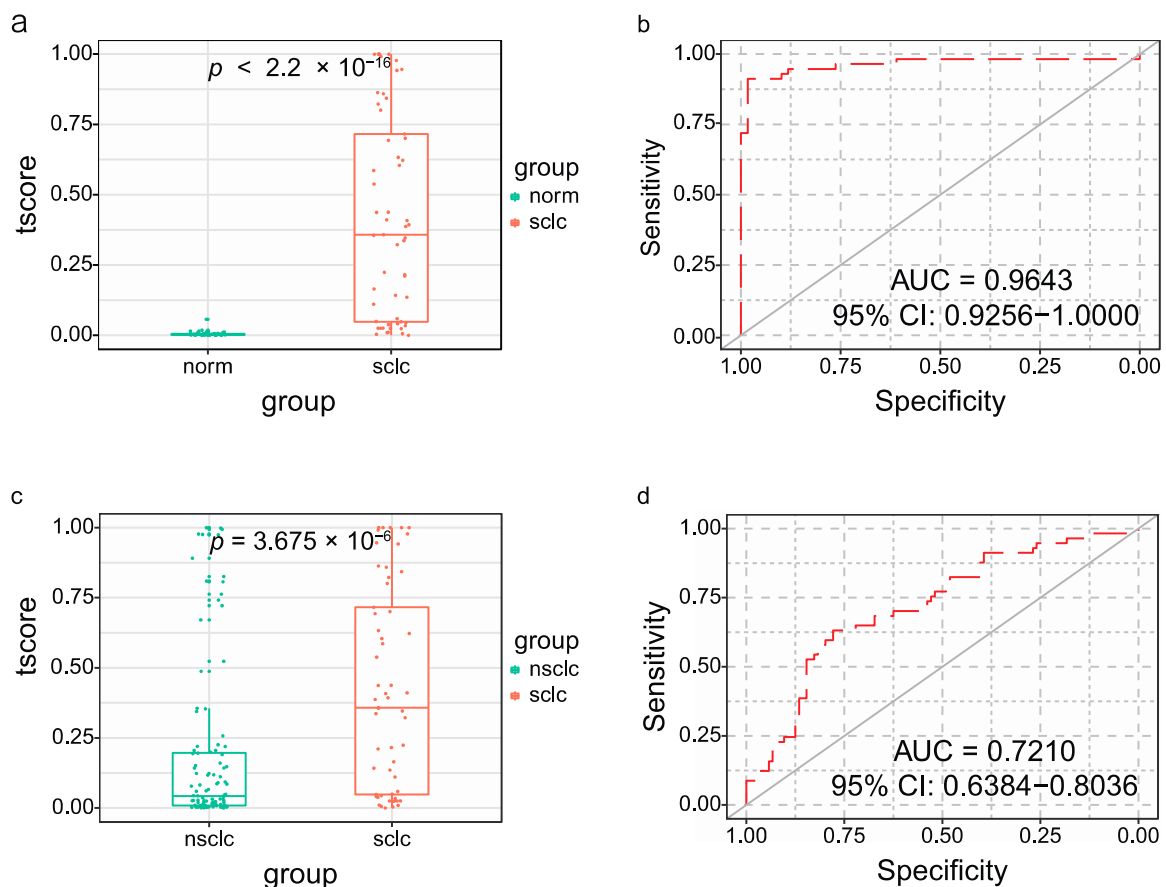 a
1.00
0.75
0.50
0.25
0.00
tscore
p < 2.2 × 10⁻¹⁶
norm
sclc
group
group
norm
sclc
b
1.00
0.75
0.50
0.25
0.00
Sensitivity
AUC = 0.9643
95% CI: 0.9256−1.0000
1.00 0.75 0.50 0.25 0.00
Specificity
c
1.00
0.75
0.50
0.25
0.00
tscore
p = 3.675 × 10⁻⁶
nsclc
sclc
group
group
nsclc
sclc
d
1.00
0.75
0.50
0.25
0.00
Sensitivity
AUC = 0.7210
95% CI: 0.6384−0.8036
1.00 0.75 0.50 0.25 0.00
Specificity